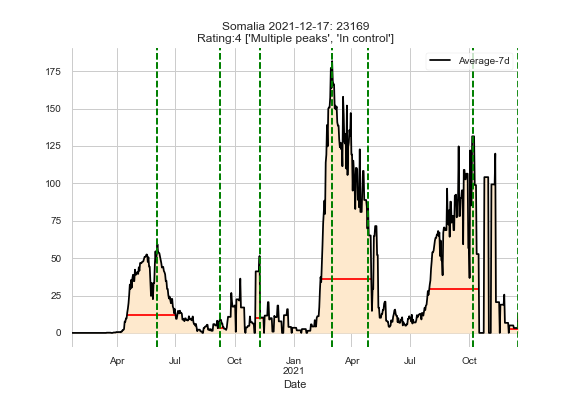 Somalia 2021-12-17: 23169
Rating:4 ['Multiple peaks', 'In control']
Average-7d
175
150
125
100
75
50
25
0
Apr
Jul
Oct
Jan
2021
Apr
Jul
Oct
Date